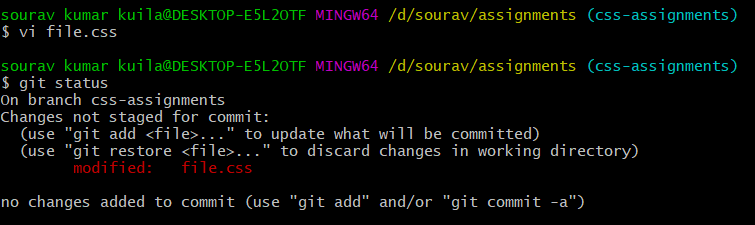 sourav kumar kuila@DESKTOP-E5L2OTF MINGW64 /d/sourav/assignments (css-assignments)
$ vi file.css
sourav kumar kuila@DESKTOP-E5L2OTF MINGW64 /d/sourav/assignments (css-assignments)
$ git status
On branch css-assignments
Changes not staged for commit:
  (use "git add <file>..." to update what will be committed)
  (use "git restore <file>..." to discard changes in working directory)
        modified:   file.css
no changes added to commit (use "git add" and/or "git commit -a")